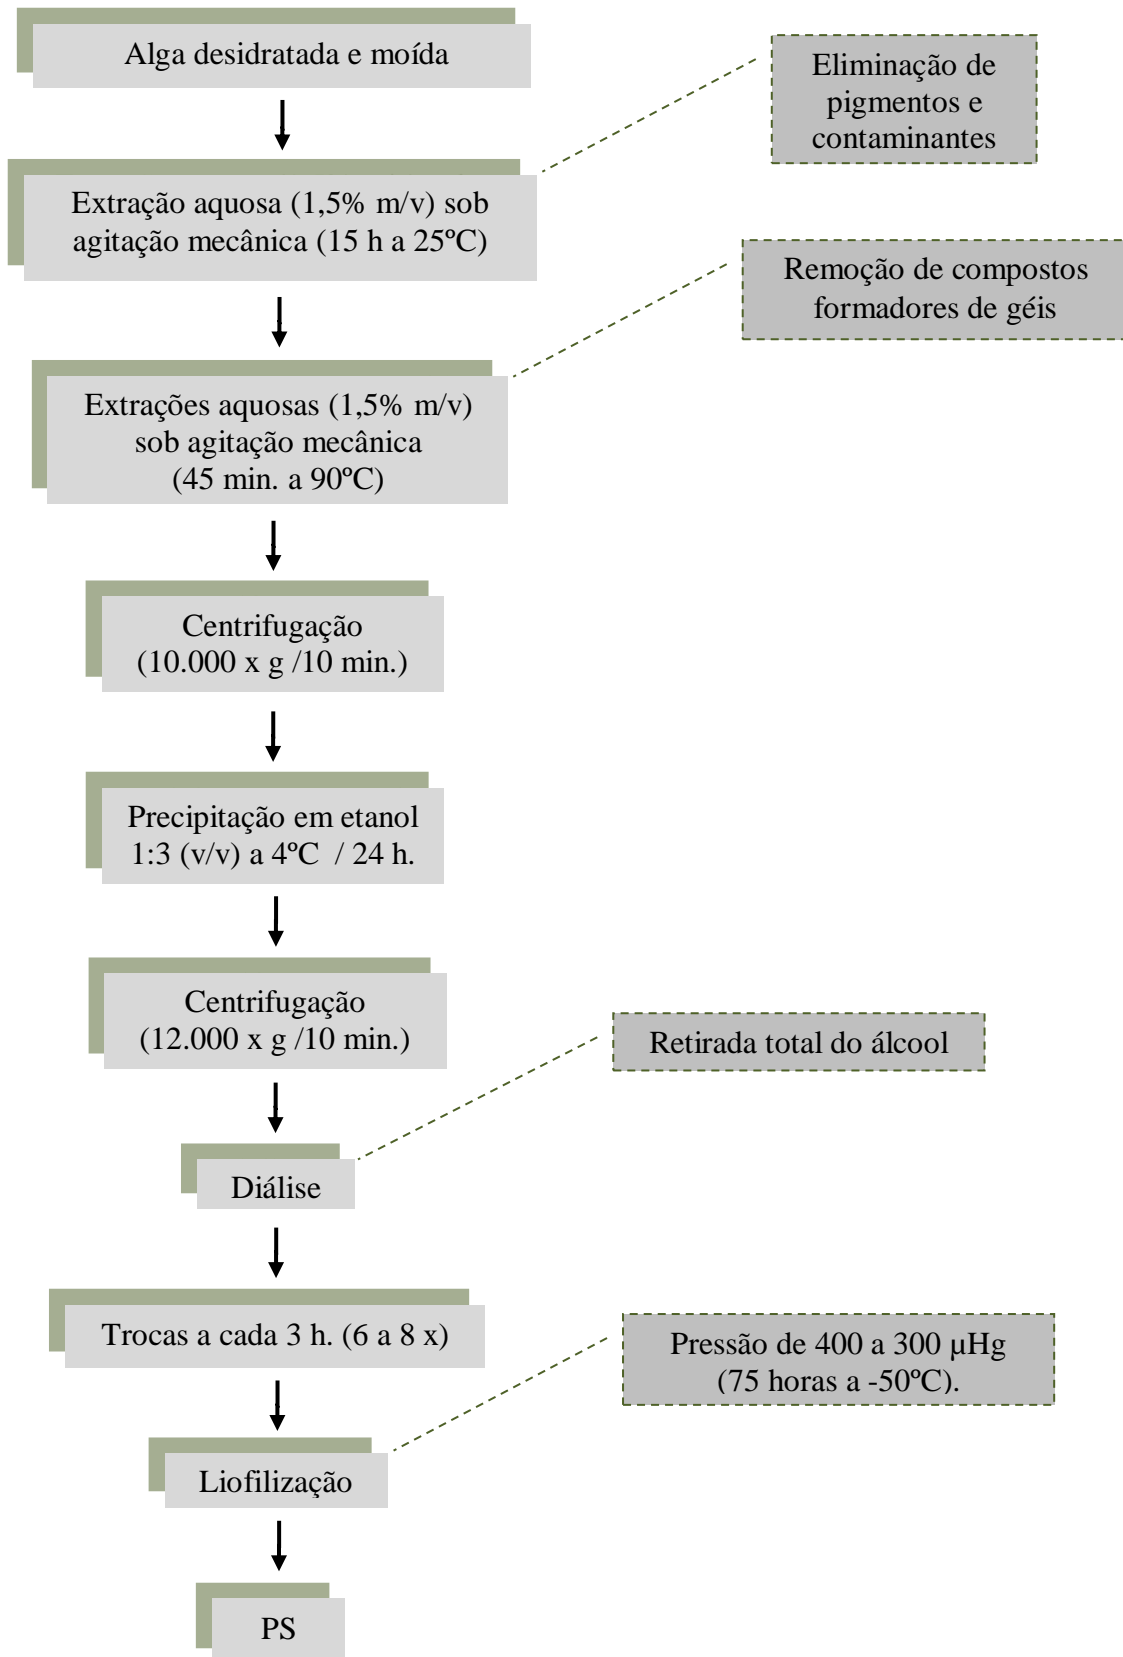 Alga desidratada e moída
Eliminação de
pigmentos e
contaminantes
Extração aquosa (1,5% m/v) sob
agitação mecânica (15 h a 25ºC)
Remoção de compostos
formadores de géis
Extrações aquosas (1,5% m/v)
sob agitação mecânica
(45 min. a 90ºC)
Centrifugação
(10.000 x g /10 min.)
Precipitação em etanol
1:3 (v/v) a 4ºC / 24 h.
Centrifugação
(12.000 x g /10 min.)
Retirada total do álcool
Diálise
Trocas a cada 3 h. (6 a 8 x)
Pressão de 400 a 300 µHg
(75 horas a -50ºC).
Liofilização
PS